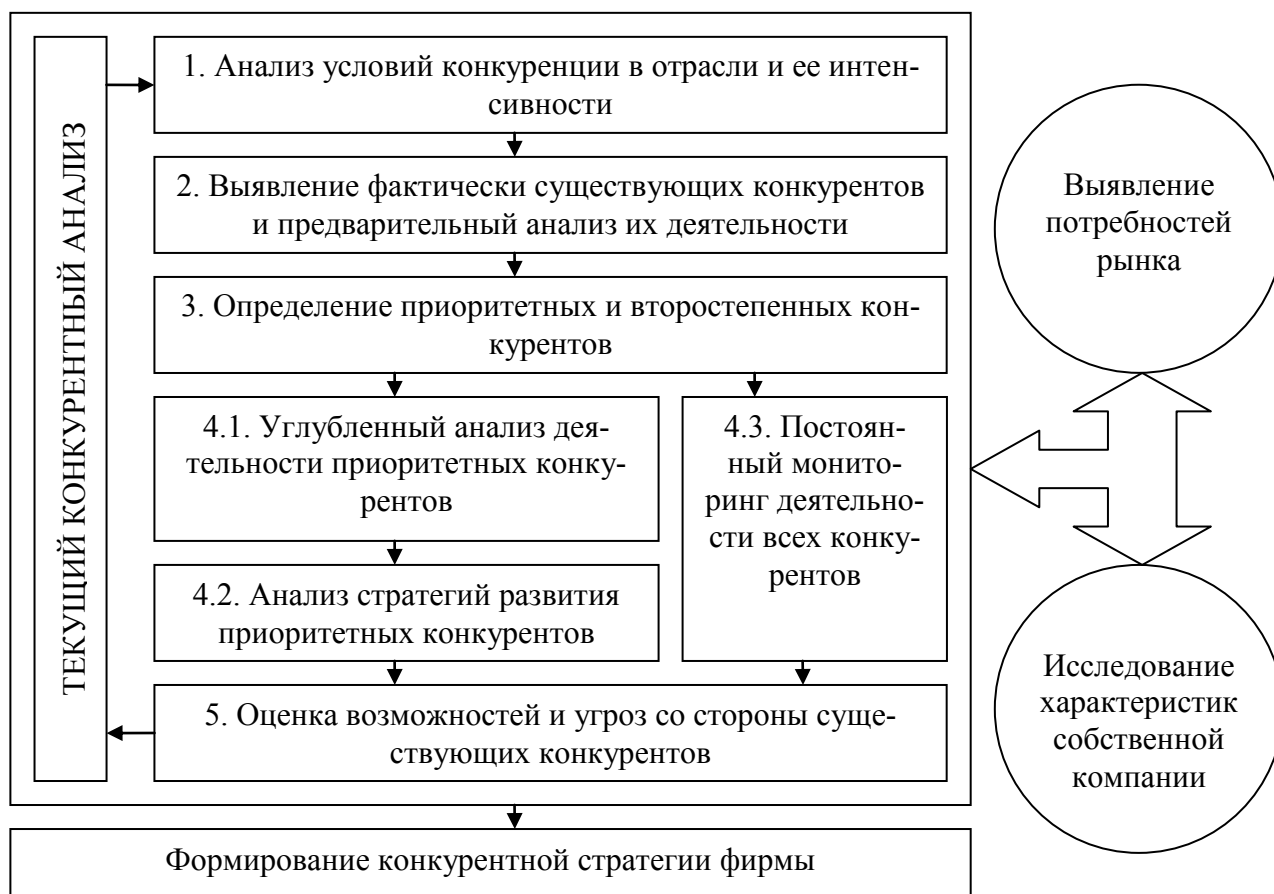 ТЕКУЩИЙ КОНКУРЕНТНЫЙ АНАЛИЗ
1. Анализ условий конкуренции в отрасли и ее интен-
сивности
2. Выявление фактически существующих конкурентов
и предварительный анализ их деятельности
3. Определение приоритетных и второстепенных кон-
курентов
4.1. Углубленный анализ дея-
тельности приоритетных конку-
рентов
4.2. Анализ стратегий развития
приоритетных конкурентов
4.3. Постоян-
ный монито-
ринг деятельно-
сти всех конку-
рентов
5. Оценка возможностей и угроз со стороны суще-
ствующих конкурентов
Формирование конкурентной стратегии фирмы
Выявление
потребностей
рынка
Исследование
характеристик
собственной
компании